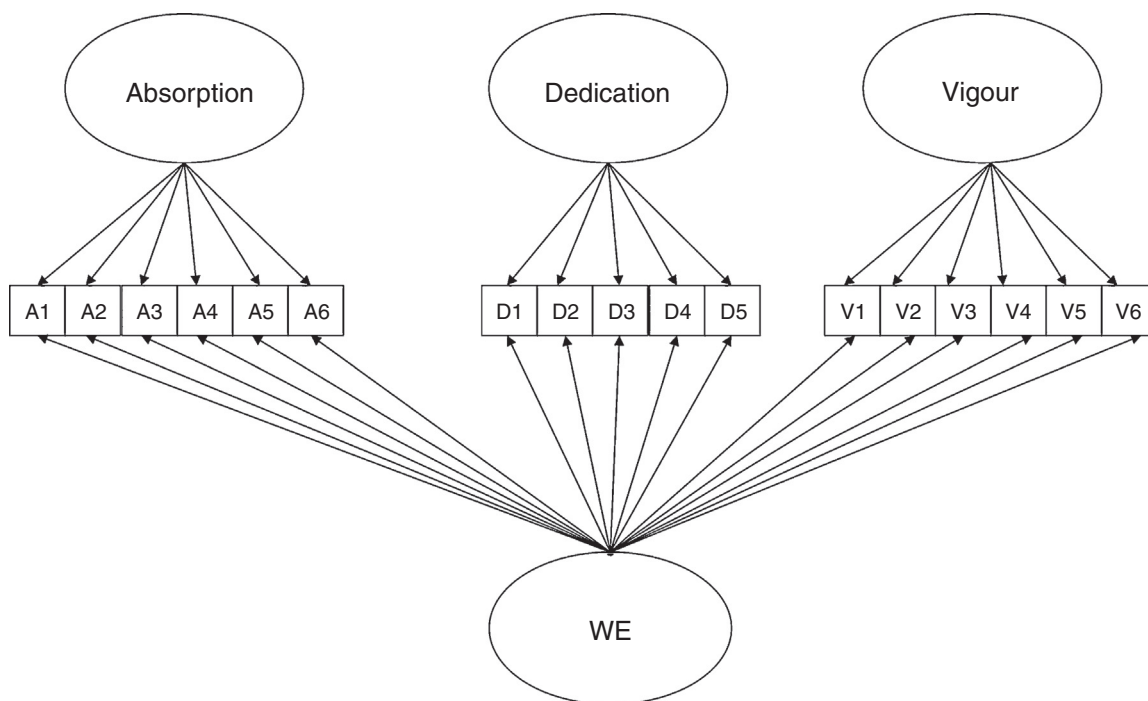 Absorption Dedication Vigour
A1 A2 A3 A4 A5 A6 D1 D2 D3 D4 D5 V1 V2 V3 V4 V5 V6
WE